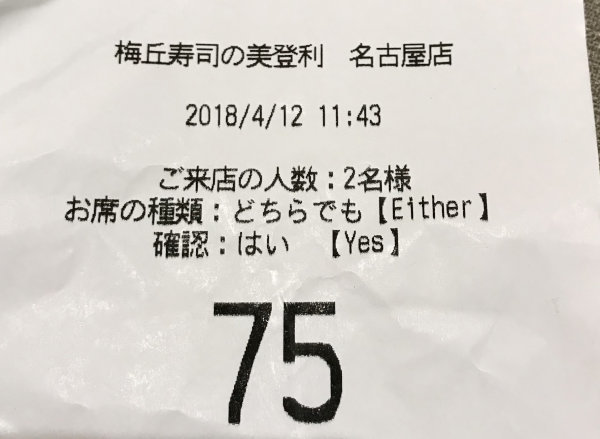 梅丘寿司の美登利　名古屋店
2018/4/12 11:43
ご来店の人数：2名様
お席の種類：どちらでも【Either】
確認：はい　【Yes】
75